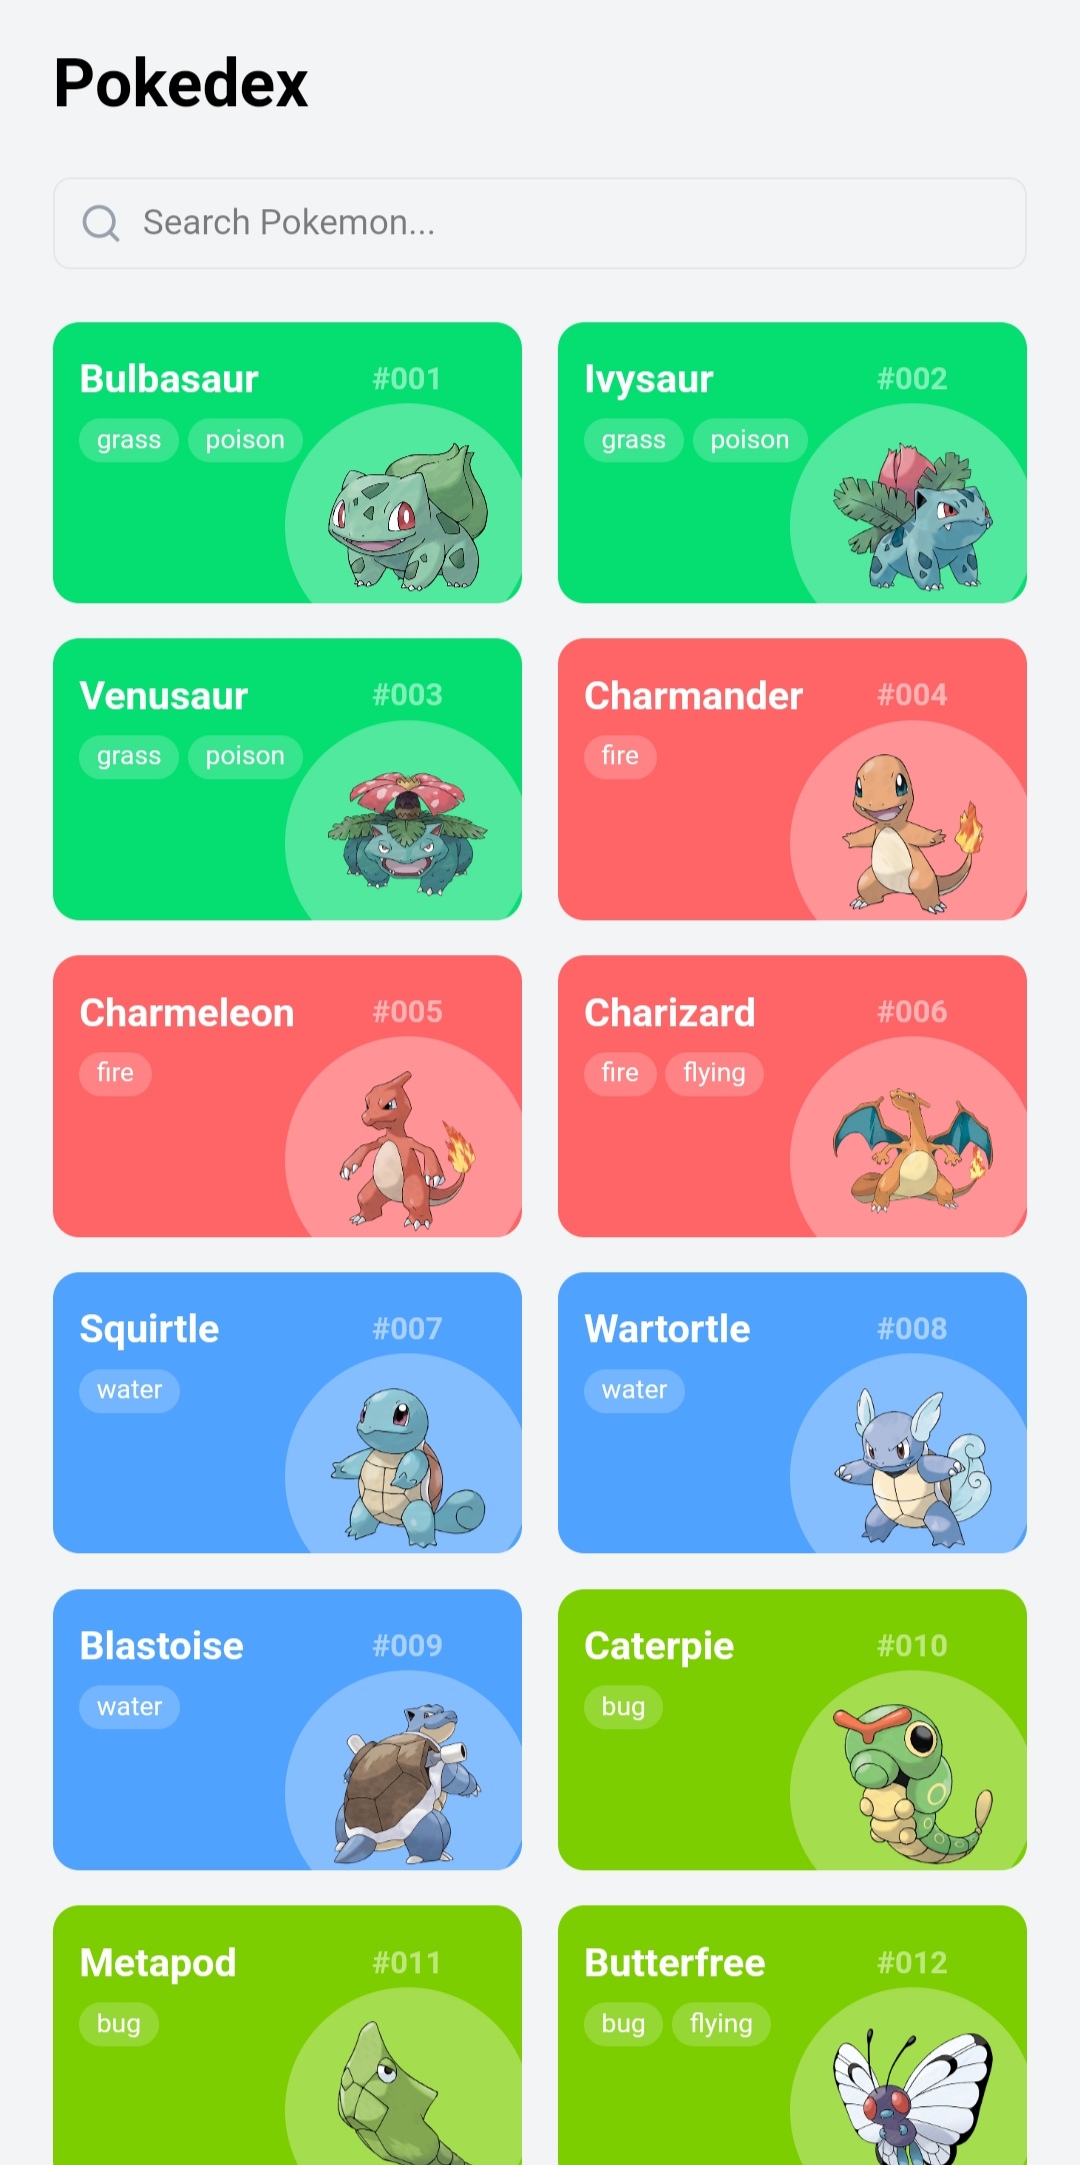 Pokedex
Search Pokemon...
Bulbasaur #001
grass poison
Ivysaur #002
grass poison
Venusaur #003
grass poison
Charmander #004
fire
Charmeleon #005
fire
Charizard #006
fire flying
Squirtle #007
water
Wartortle #008
water
Blastoise #009
water
Caterpie #010
bug
Metapod #011
bug
Butterfree #012
bug flying